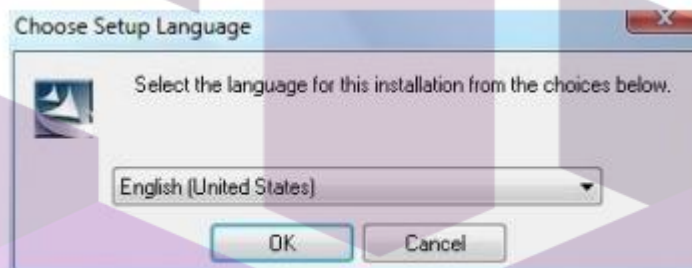 Choose Setup Language
Select the language for this installation from the choices below.
English (United States)
OK
Cancel